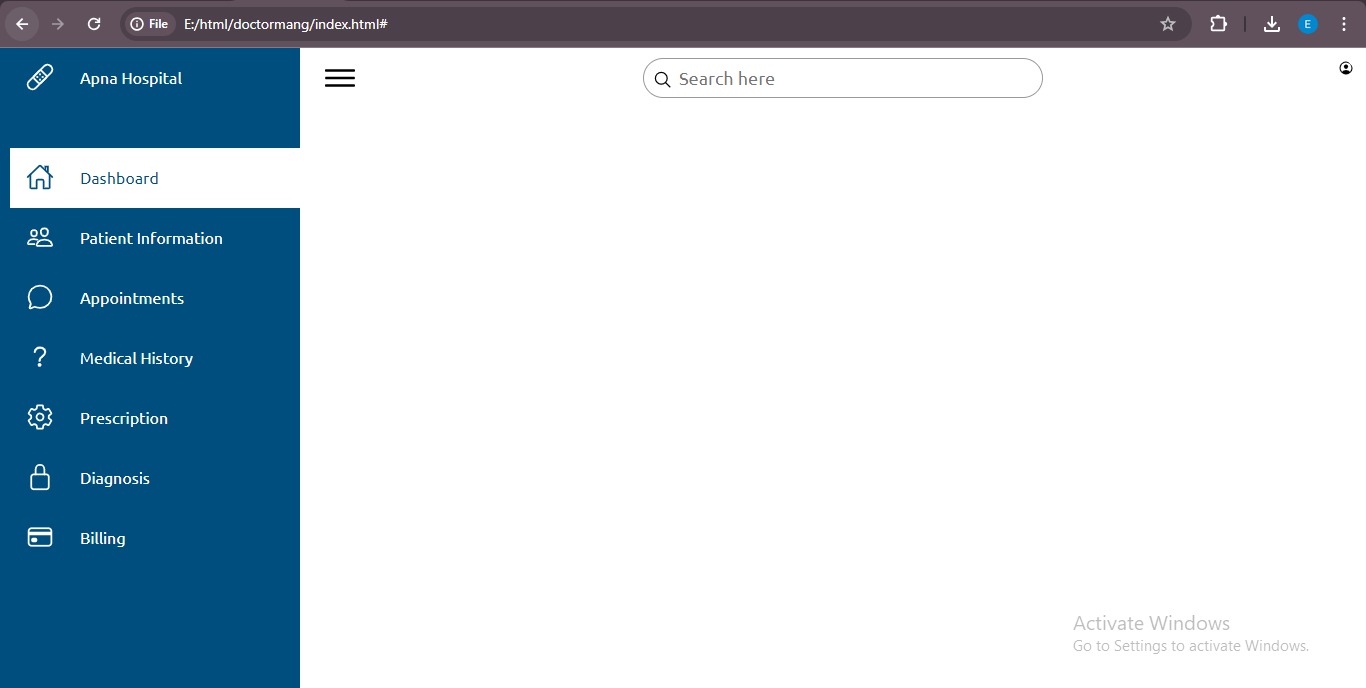 File E:/html/doctormang/index.html#
E
Apna Hospital
Search here
Dashboard
Patient Information
Appointments
Medical History
Prescription
Diagnosis
Billing
Activate Windows
Go to Settings to activate Windows.